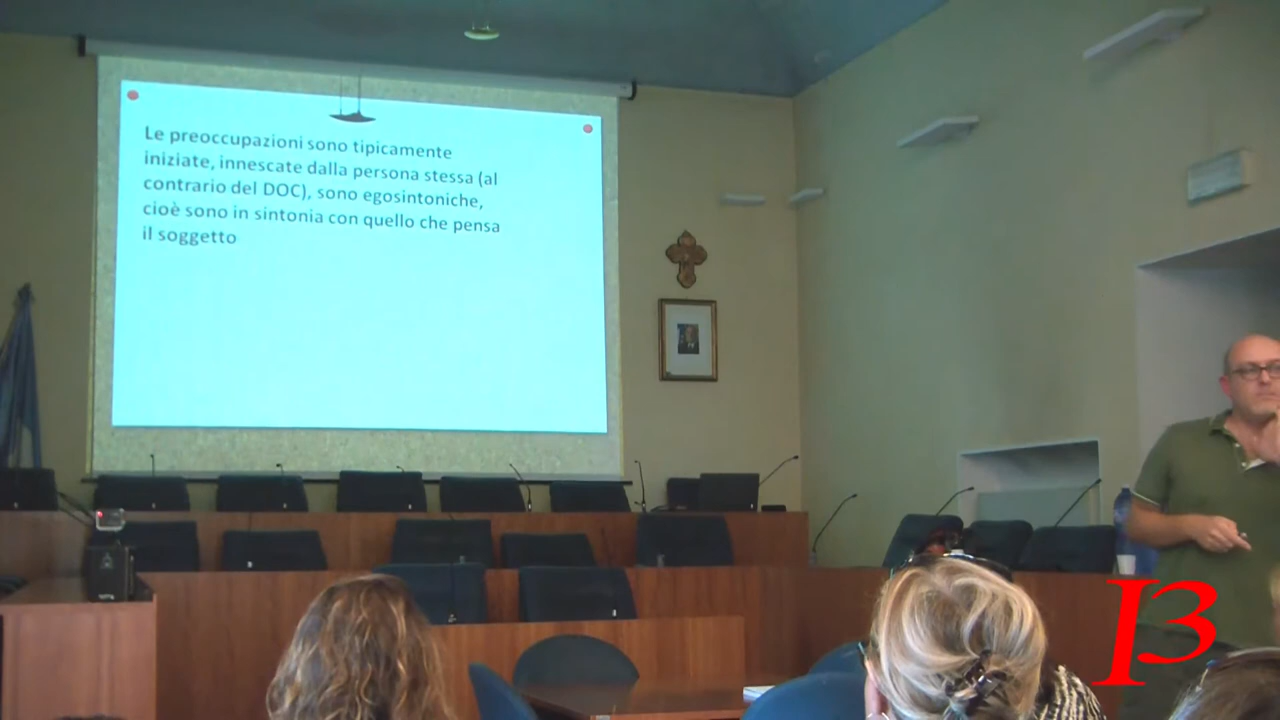 Le preoccupazioni sono tipicamente
iniziate, innescate dalla persona stessa (al
contrario del DOC), sono egosintoniche,
cioè sono in sintonia con quello che pensa
il soggetto
13